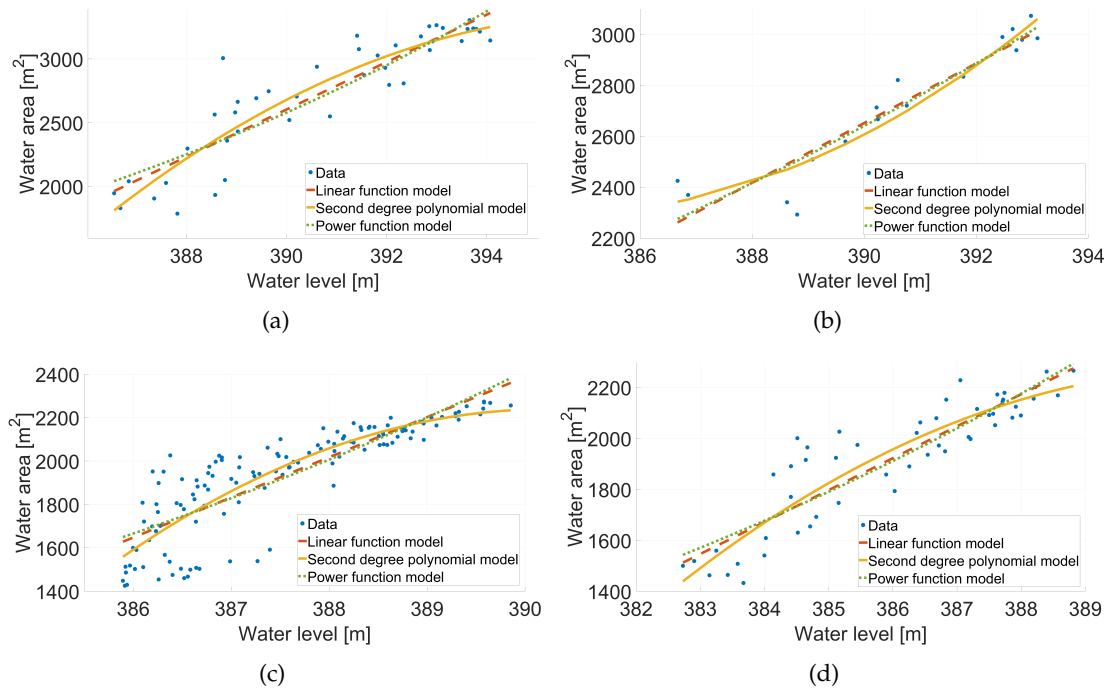 Water area [m²]
3000
2500
2000
388
390
392
394
Water level [m]
Data
Linear function model
Second degree polynomial model
Power function model
(a)
Water area [m²]
3000
2800
2600
2400
2200
386
388
390
392
394
Water level [m]
Data
Linear function model
Second degree polynomial model
Power function model
(b)
Water area [m²]
2400
2200
2000
1800
1600
1400
386
387
388
389
390
Water level [m]
Data
Linear function model
Second degree polynomial model
Power function model
(c)
Water area [m²]
2200
2000
1800
1600
1400
382
383
384
385
386
387
388
389
Water level [m]
Data
Linear function model
Second degree polynomial model
Power function model
(d)